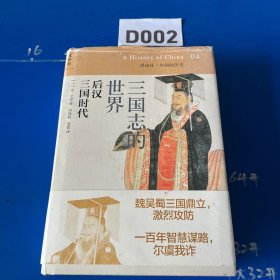 D002
A History of China 04
讲谈社·中国的历史
三国志的
世界
后汉
三国时代
魏吴蜀三国鼎立，
激烈攻防
一百年智慧谋略，
尔虞我诈
16